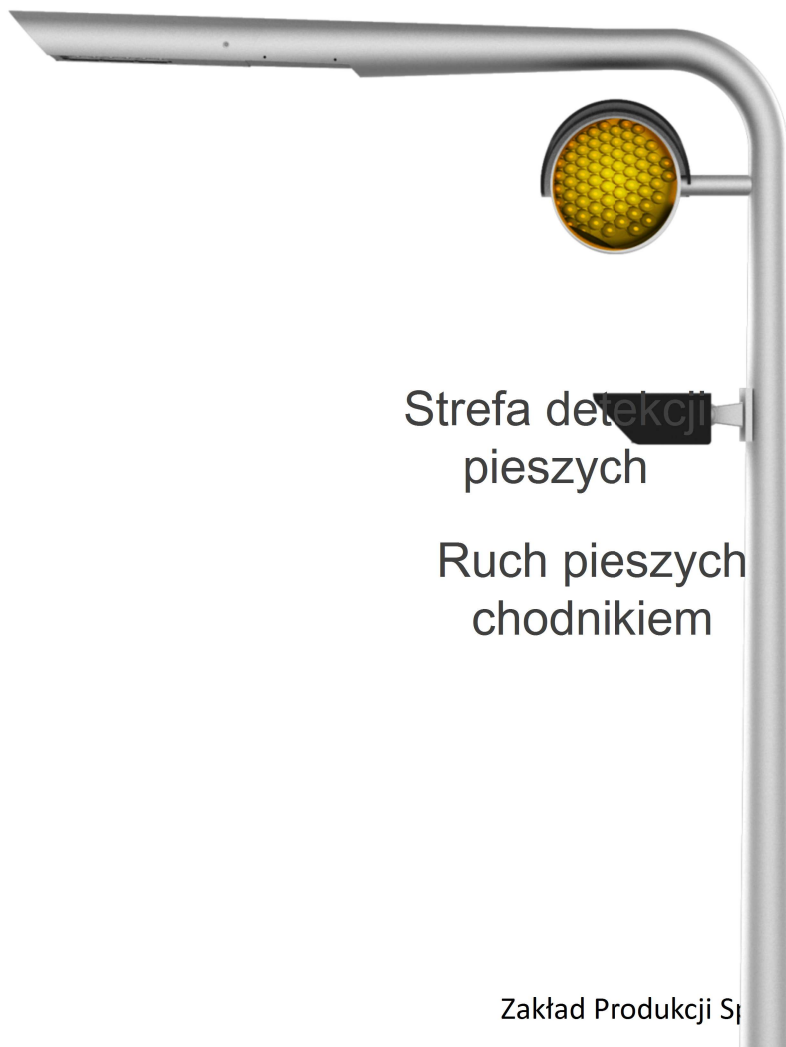 Strefa detekcji
pieszych
Ruch pieszych
chodnikiem
Zakład Produkcji